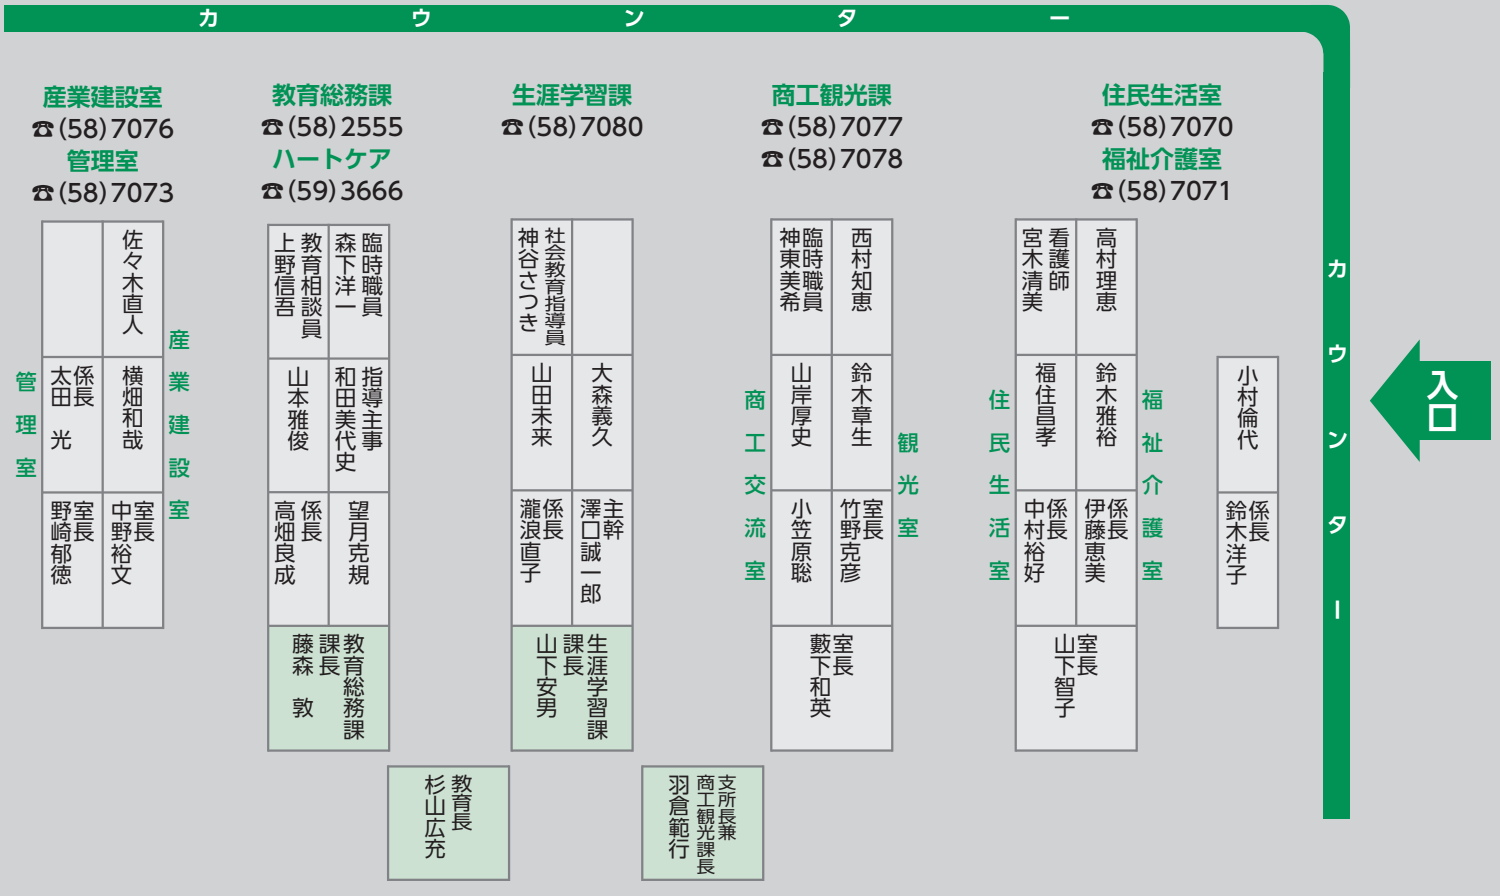 カウンター
産業建設室
☎(58)7076
管理室
☎(58)7073
教育総務課
☎(58)2555
ハートケア
☎(59)3666
生涯学習課
☎(58)7080
商工観光課
☎(58)7077
☎(58)7078
住民生活室
☎(58)7070
福祉介護室
☎(58)7071
カウンター
入口
産業建設室
佐々木直人
横畑和哉
室長
中野裕文
管理室
係長
太田　光
室長
野崎郁徳
臨時職員
森下洋一
教育相談員
上野信吾
指導主事
和田美代史
山本雅俊
望月克規
係長
高畑良成
教育総務課
課長
藤森　敦
社会教育指導員
神谷さつき
大森義久
山田未来
主幹
澤口誠一郎
係長
瀧浪直子
生涯学習課
課長
山下安男
観光室
西村知恵
臨時職員
神東美希
鈴木章生
山岸厚史
室長
竹野克彦
小笠原聡
商工交流室
室長
藪下和英
福祉介護室
高村理恵
看護師
宮木清美
鈴木雅裕
福住昌孝
係長
伊藤恵美
係長
中村裕好
住民生活室
室長
山下智子
小村倫代
係長
鈴木洋子
教育長
杉山広充
支所長兼
商工観光課長
羽倉範行